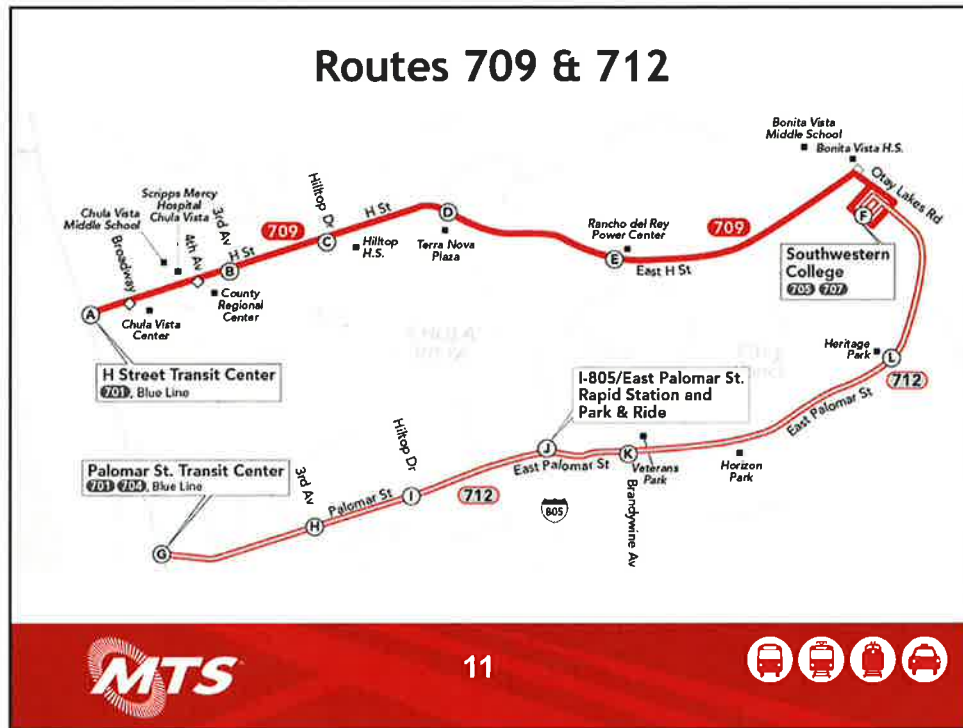 Routes 709 & 712
Bonita Vista
Middle School
Bonita Vista H.S.
Otay Lakes Rd
Scripps Mercy
Hospital
Chula Vista
Chula Vista
Middle School
Broadway
4th Av
3rd Av
H St
709
Hilltop Dr
H St
Hilltop
H.S.
D
Terra Nova
Plaza
Rancho del Rey
Power Center
709
E
East H St
F
Southwestern
College
705 707
A
B
C
County
Regional
Center
Chula Vista
Center
H Street Transit Center
701, Blue Line
Heritage
Park
L
712
I-805/East Palomar St.
Rapid Station and
Park & Ride
East Palomar St
Hilltop Dr
J
East Palomar St
K
Veterans
Park
Horizon
Park
Brandywine Av
805
Palomar St. Transit Center
701 704, Blue Line
3rd Av
Palomar St
I
712
H
G
MTS
11